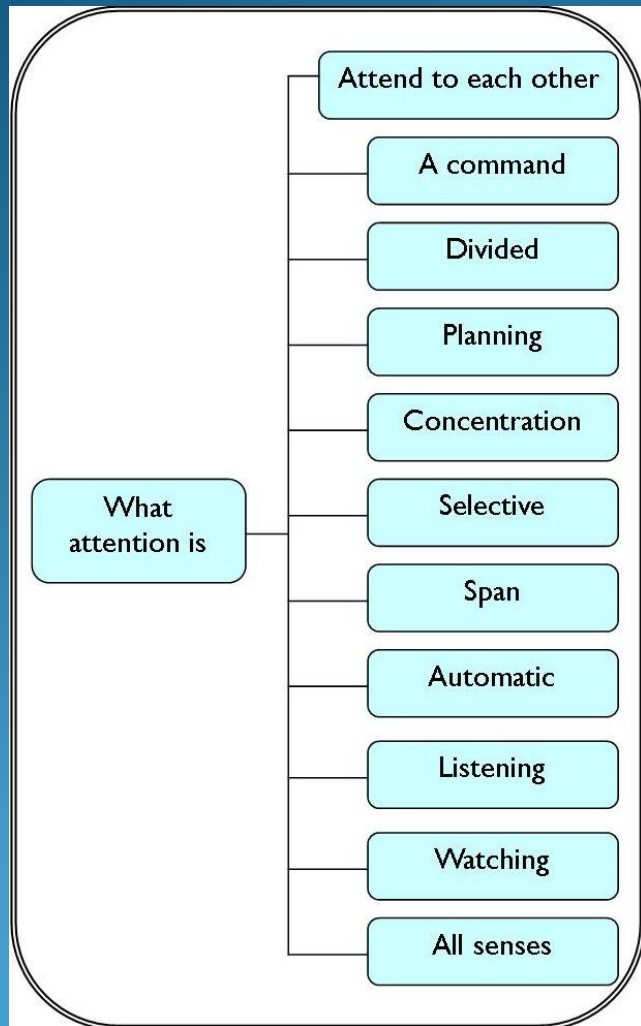 Attend to each other
A command
Divided
Planning
Concentration
What
attention is
Selective
Span
Automatic
Listening
Watching
All senses